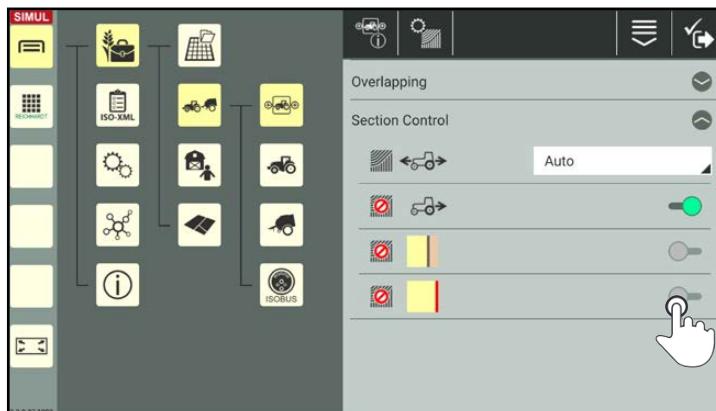 SIMUL
REICHHARDT
ISO-XML
ISOBUS
Overlapping
Section Control
Auto